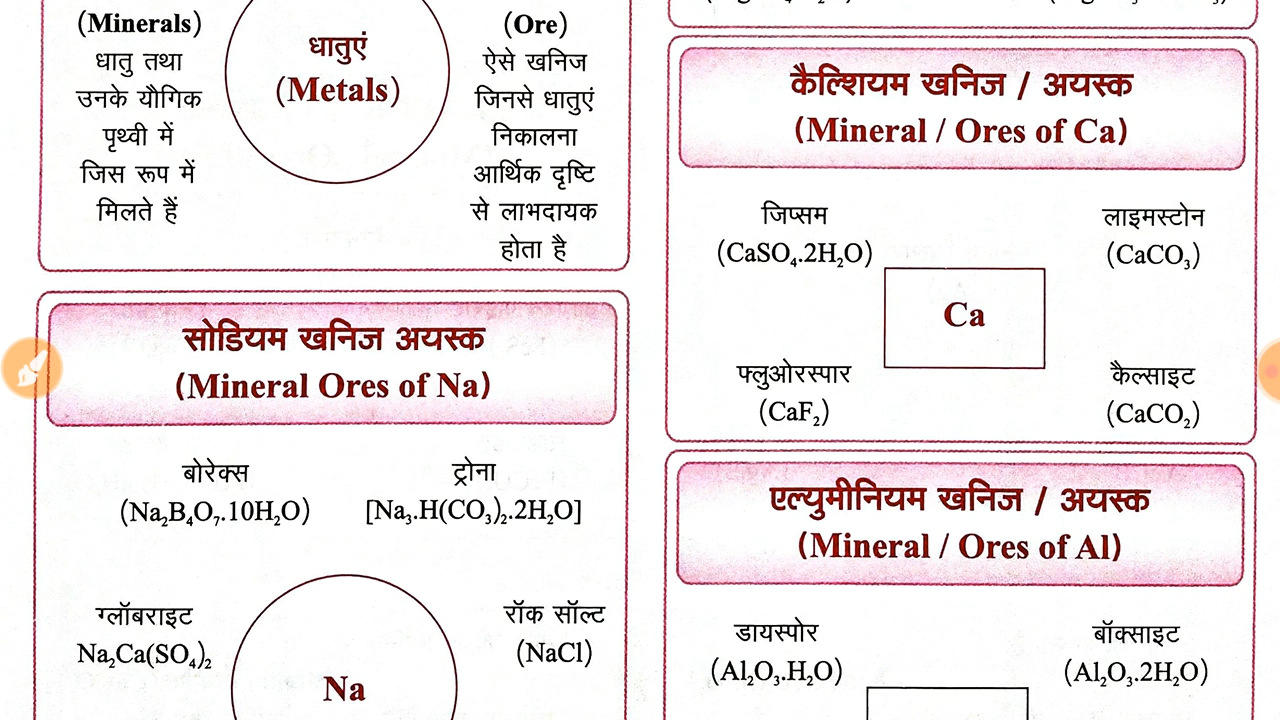 (Minerals)
धातु तथा
उनके यौगिक
पृथ्वी में
जिस रूप में
मिलते हैं
धातुएं
(Metals)
(Ore)
ऐसे खनिज
जिनसे धातुएं
निकालना
आर्थिक दृष्टि
से लाभदायक
होता है
सोडियम खनिज अयस्क
(Mineral Ores of Na)
बोरेक्स
(Na₂B₄O₇.10H₂O)
ट्रोना
[Na₃.H(CO₃)₂.2H₂O]
ग्लॉबराइट
Na₂Ca(SO₄)₂
रॉक सॉल्ट
(NaCl)
Na
कैल्शियम खनिज / अयस्क
(Mineral / Ores of Ca)
जिप्सम
(CaSO₄.2H₂O)
लाइमस्टोन
(CaCO₃)
Ca
फ्लुओरस्पार
(CaF₂)
कैल्साइट
(CaCO₂)
एल्युमीनियम खनिज / अयस्क
(Mineral / Ores of Al)
डायस्पोर
(Al₂O₃.H₂O)
बॉक्साइट
(Al₂O₃.2H₂O)